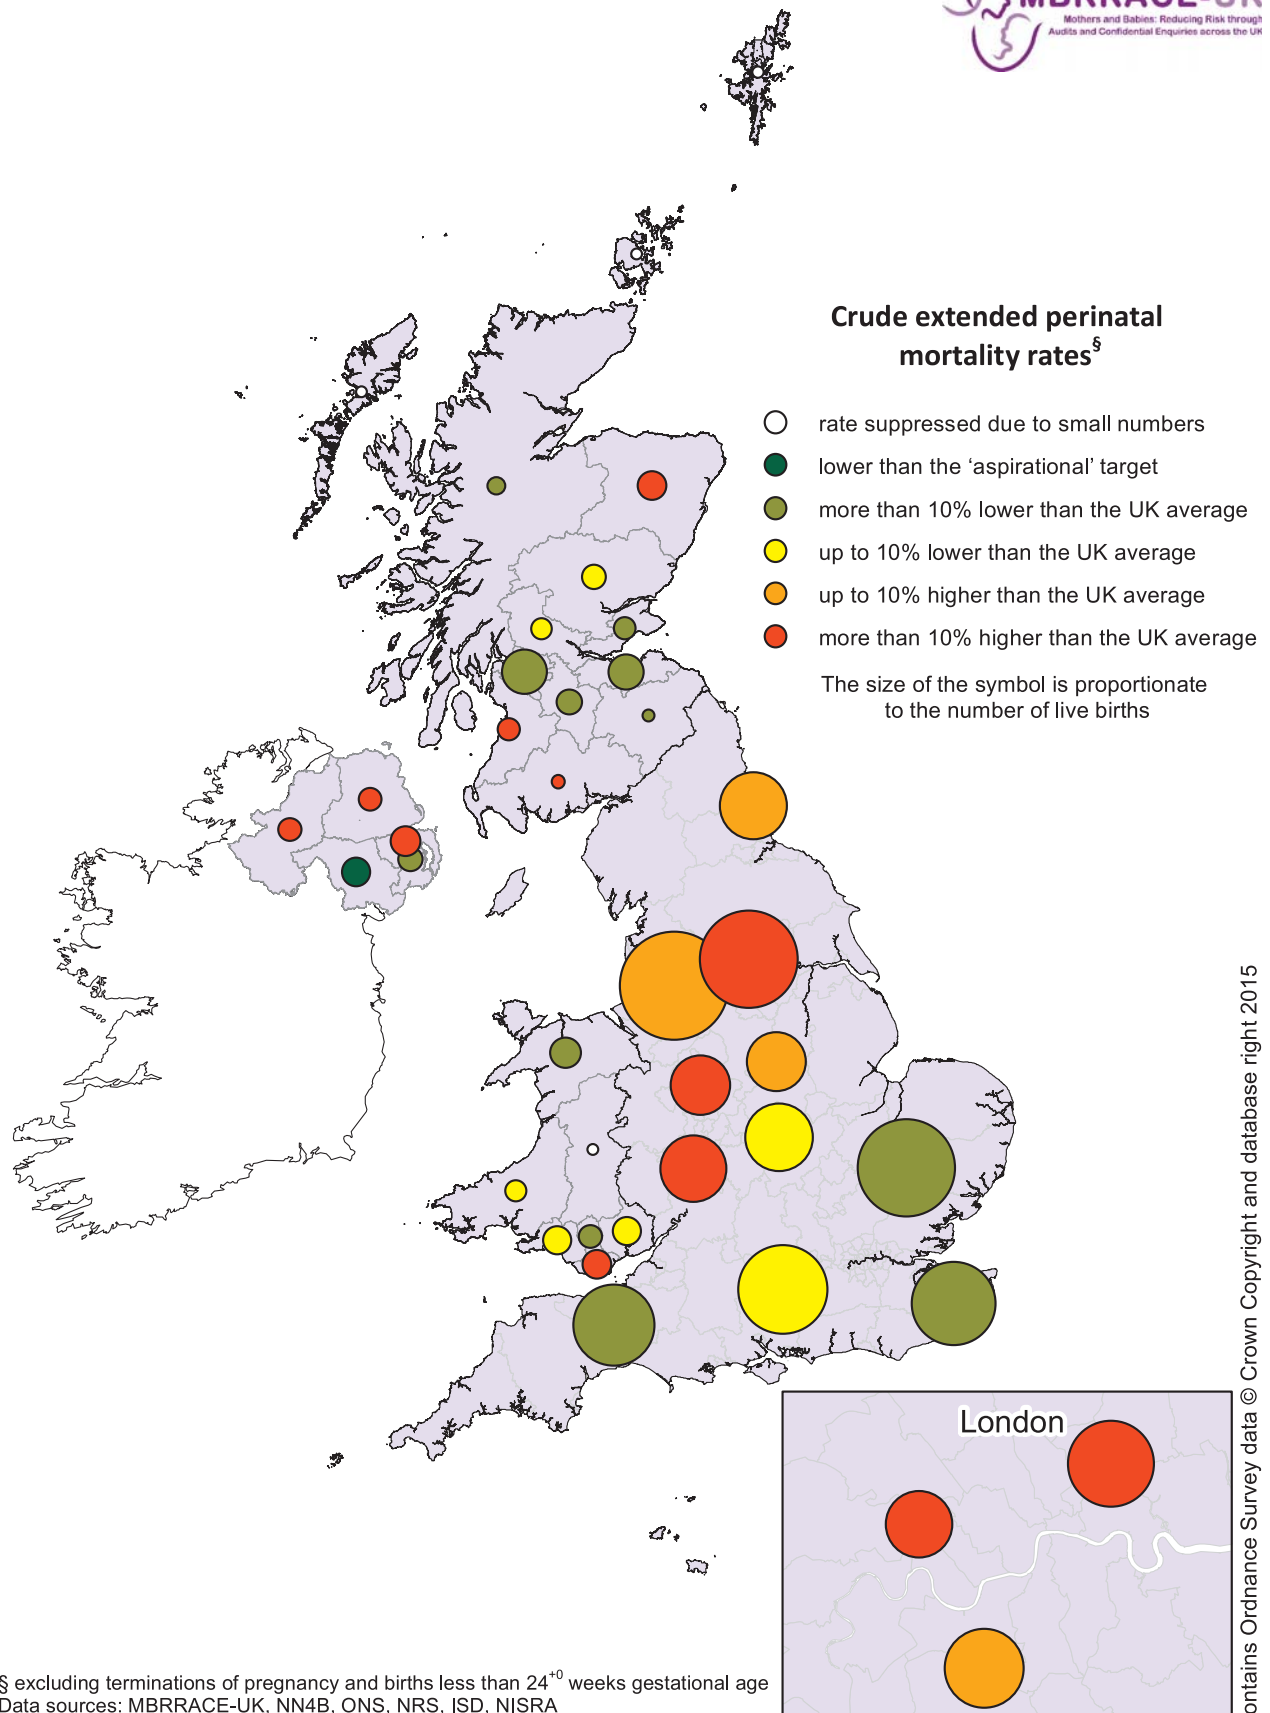 MBRRACE-UK
Mothers and Babies: Reducing Risk through
Audits and Confidential Enquiries across the UK
Crude extended perinatal
mortality rates§
rate suppressed due to small numbers
lower than the ‘aspirational’ target
more than 10% lower than the UK average
up to 10% lower than the UK average
up to 10% higher than the UK average
more than 10% higher than the UK average
The size of the symbol is proportionate
to the number of live births
London
§ excluding terminations of pregnancy and births less than 24+0 weeks gestational age
Data sources: MBRRACE-UK, NN4B, ONS, NRS, ISD, NISRA
ontains Ordnance Survey data © Crown Copyright and database right 2015